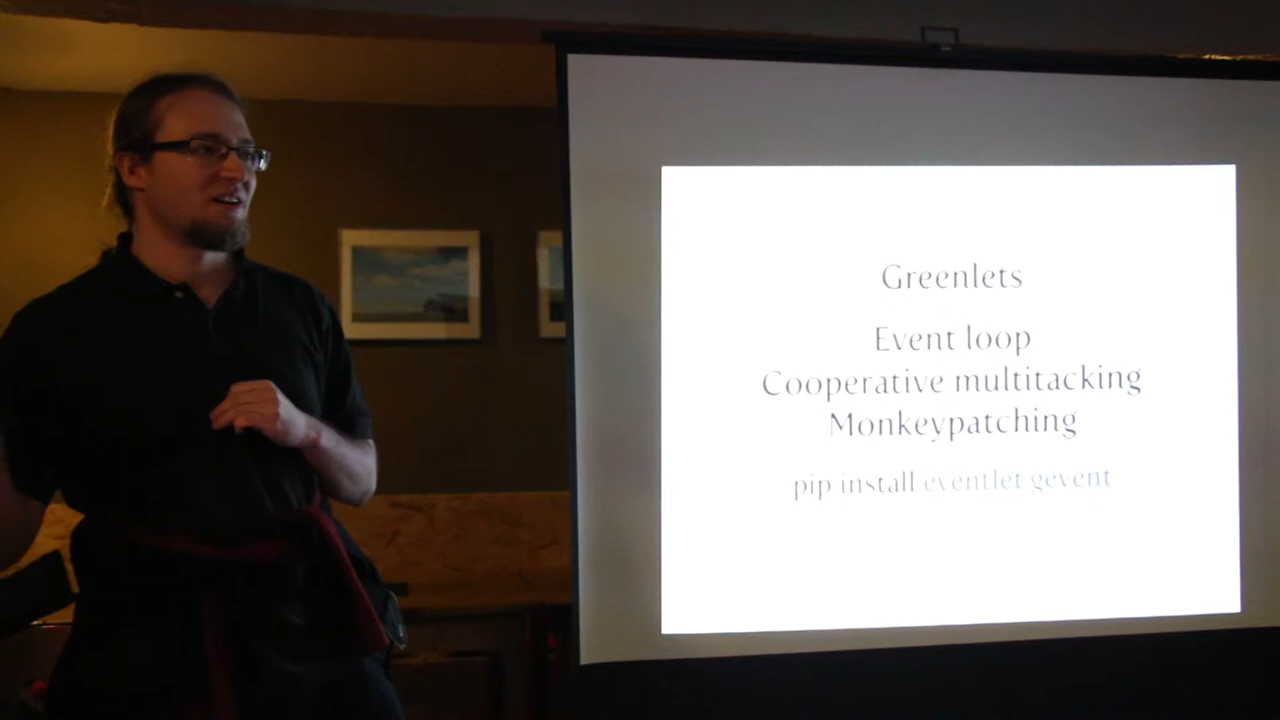 Greenlets
Event loop
Cooperative multitacking
Monkeypatching
pip install eventlet gevent